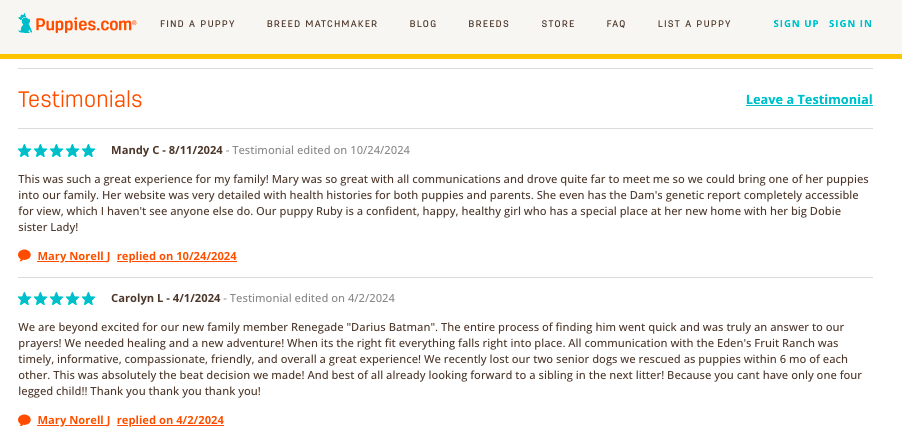 Puppies.com®
FIND A PUPPY BREED MATCHMAKER BLOG BREEDS STORE FAQ LIST A PUPPY SIGN UP SIGN IN
Testimonials
Leave a Testimonial
Mandy C - 8/11/2024 - Testimonial edited on 10/24/2024
This was such a great experience for my family! Mary was so great with all communications and drove quite far to meet me so we could bring one of her puppies
into our family. Her website was very detailed with health histories for both puppies and parents. She even has the Dam's genetic report completely accessible
for view, which I haven't see anyone else do. Our puppy Ruby is a confident, happy, healthy girl who has a special place at her new home with her big Dobie
sister Lady!
Mary Norell J replied on 10/24/2024
Carolyn L - 4/1/2024 - Testimonial edited on 4/2/2024
We are beyond excited for our new family member Renegade "Darius Batman". The entire process of finding him went quick and was truly an answer to our
prayers! We needed healing and a new adventure! When its the right fit everything falls right into place. All communication with the Eden's Fruit Ranch was
timely, informative, compassionate, friendly, and overall a great experience! We recently lost our two senior dogs we rescued as puppies within 6 mo of each
other. This was absolutely the beat decision we made! And best of all already looking forward to a sibling in the next litter! Because you cant have only one four
legged child!! Thank you thank you thank you!
Mary Norell J replied on 4/2/2024